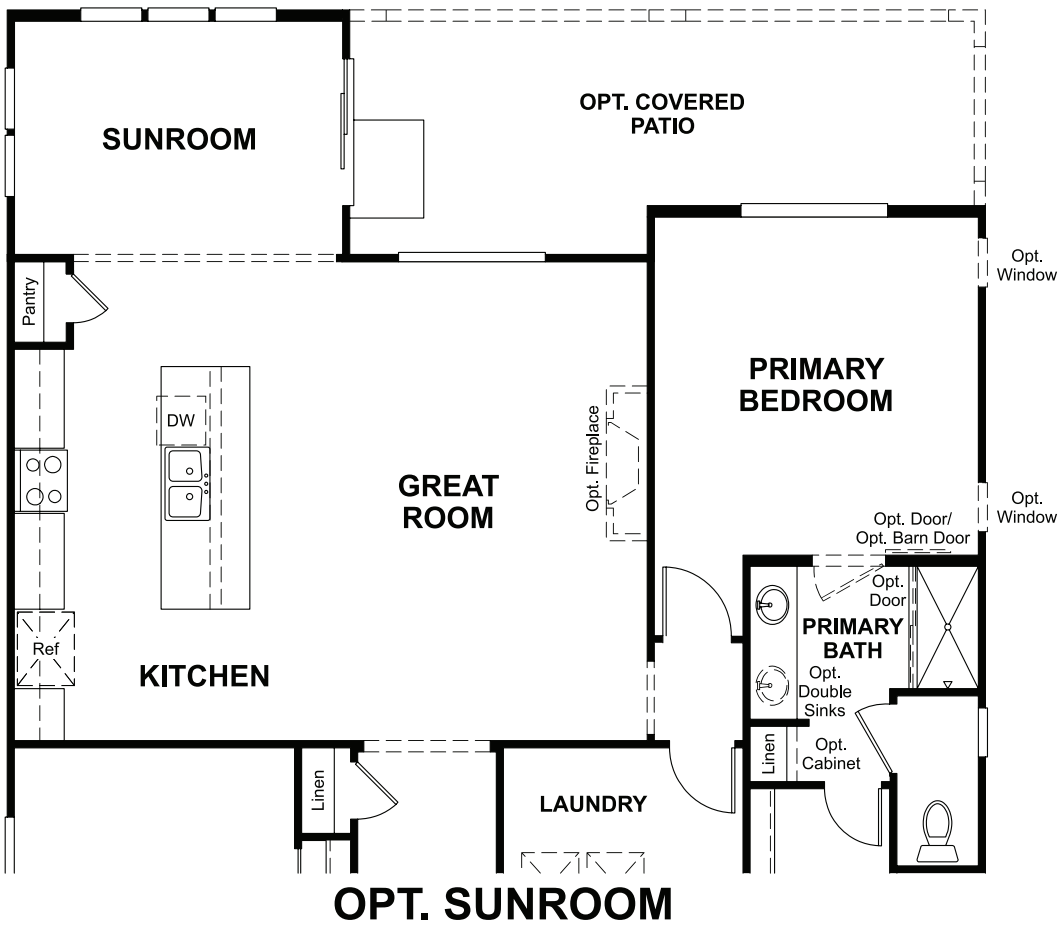 OPT. COVERED
PATIO
SUNROOM
Opt.
Window
Pantry
PRIMARY
BEDROOM
DW
Opt. Fireplace
GREAT
ROOM
Opt.
Window
Opt. Door/
Opt. Barn Door
Opt.
Door
PRIMARY
BATH
Ref
KITCHEN
Opt.
Double
Sinks
Linen
Opt.
Cabinet
Linen
LAUNDRY
OPT. SUNROOM